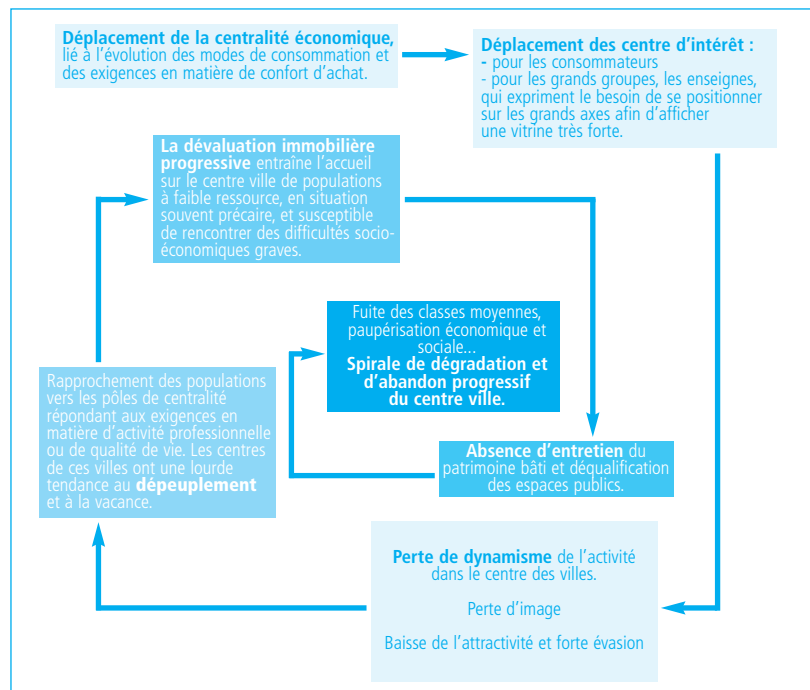 Déplacement de la centralité économique,
lié à l'évolution des modes de consommation et
des exigences en matière de confort d'achat.
Déplacement des centre d'intérêt :
- pour les consommateurs
- pour les grands groupes, les enseignes,
qui expriment le besoin de se positionner
sur les grands axes afin d'afficher
une vitrine très forte.
La dévaluation immobilière
progressive entraîne l'accueil
sur le centre ville de populations
à faible ressource, en situation
souvent précaire, et susceptible
de rencontrer des difficultés socio-
économiques graves.
Fuite des classes moyennes,
paupérisation économique et
sociale...
Spirale de dégradation et
d'abandon progressif
du centre ville.
Rapprochement des populations
vers les pôles de centralité
répondant aux exigences en
matière d'activité professionnelle
ou de qualité de vie. Les centres
de ces villes ont une lourde
tendance au dépeuplement
et à la vacance.
Absence d'entretien du
patrimoine bâti et déqualification
des espaces publics.
Perte de dynamisme de l'activité
dans le centre des villes.
Perte d'image
Baisse de l'attractivité et forte évasion